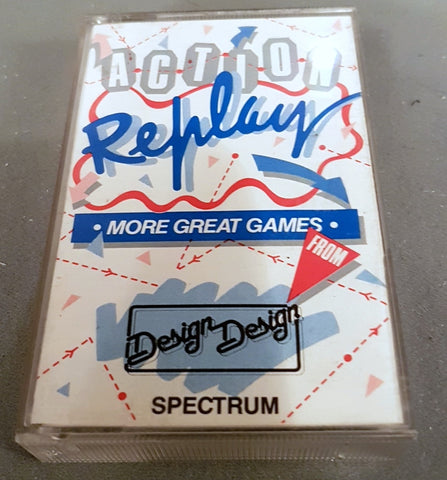 ACTION
Replay
• MORE GREAT GAMES •
FROM
Design Design
SPECTRUM